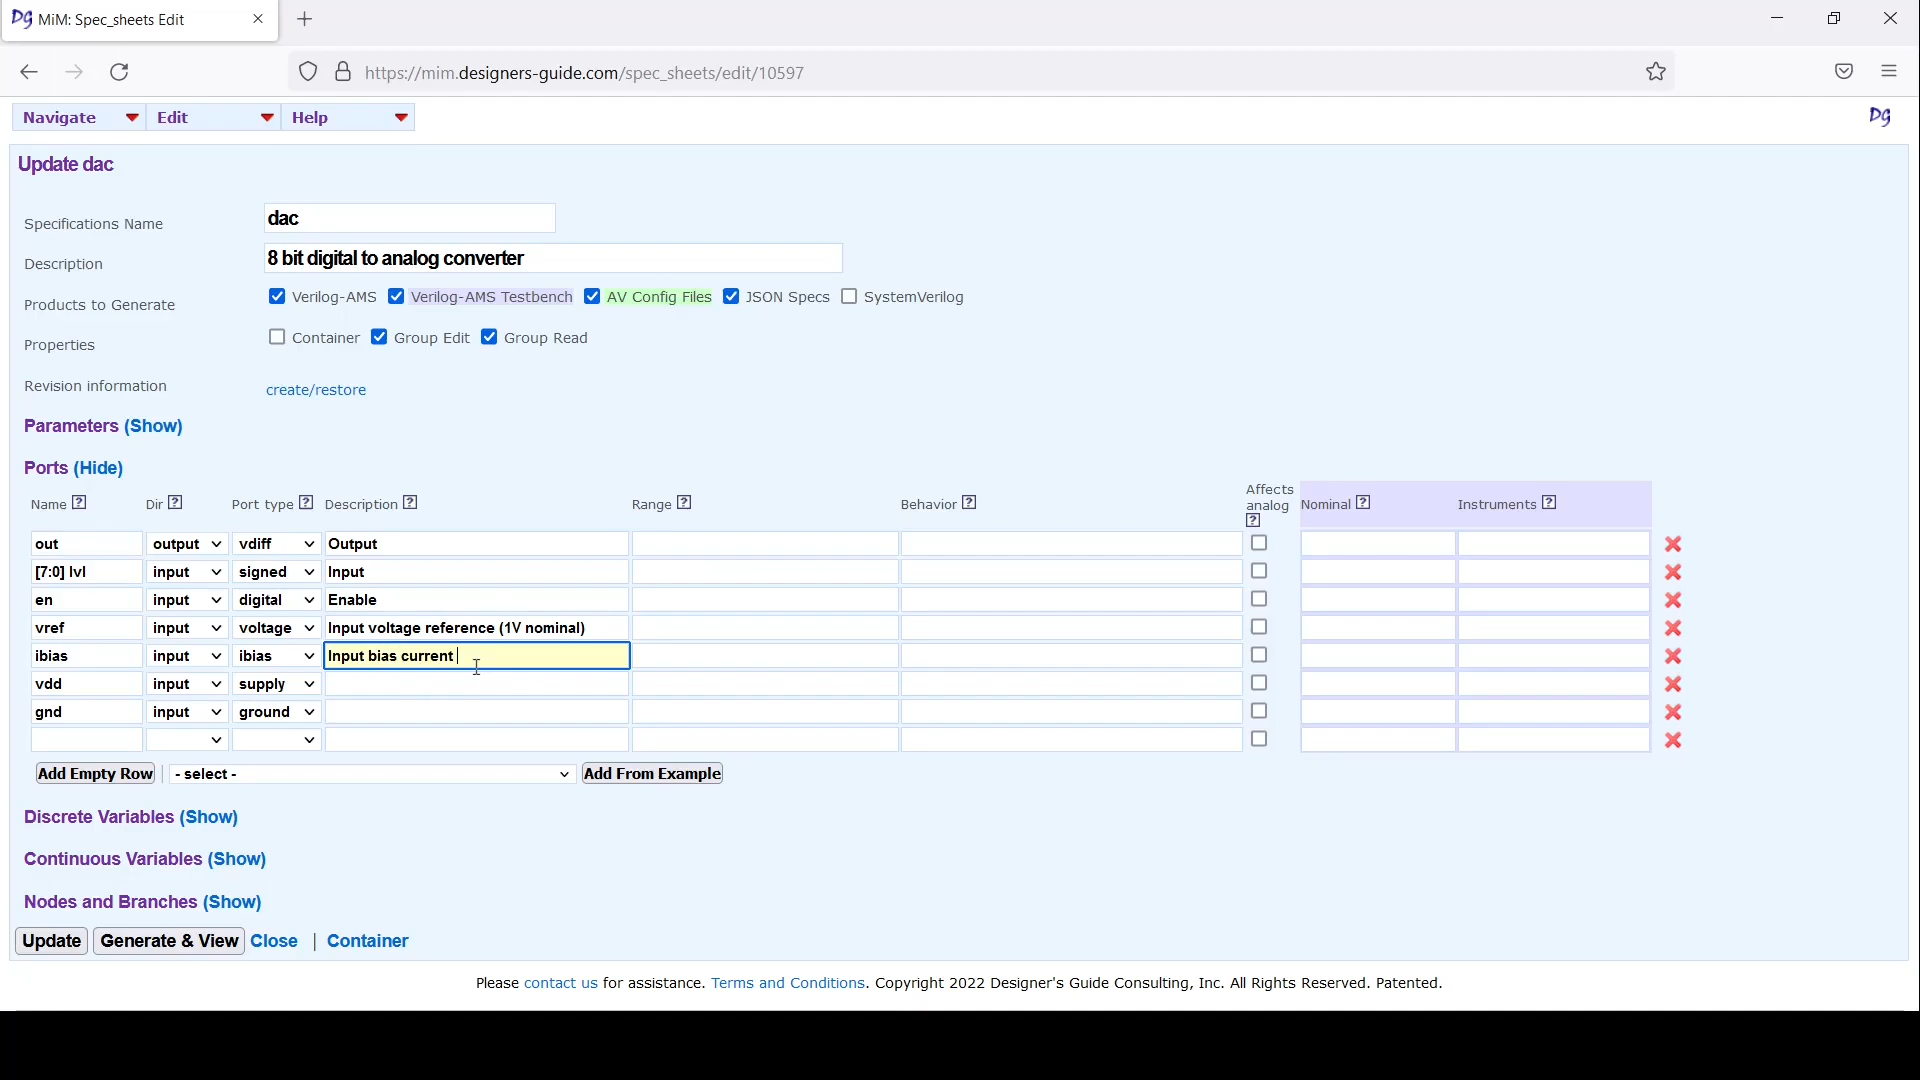 DG MiM: Spec_sheets Edit
https://mim.designers-guide.com/spec_sheets/edit/10597
Navigate Edit Help DG
Update dac
Specifications Name dac
Description 8 bit digital to analog converter
Products to Generate Verilog-AMS Verilog-AMS Testbench AV Config Files JSON Specs SystemVerilog
Properties Container Group Edit Group Read
Revision information create/restore
Parameters (Show)
Ports (Hide)
Name ? Dir ? Port type ? Description ? Range ? Behavior ? Affects analog ? Nominal ? Instruments ?
out output vdiff Output
[7:0] lvl input signed Input
en input digital Enable
vref input voltage Input voltage reference (1V nominal)
ibias input ibias Input bias current
vdd input supply
gnd input ground
Add Empty Row | - select - Add From Example
Discrete Variables (Show)
Continuous Variables (Show)
Nodes and Branches (Show)
Update Generate & View Close | Container
Please contact us for assistance. Terms and Conditions. Copyright 2022 Designer's Guide Consulting, Inc. All Rights Reserved. Patented.